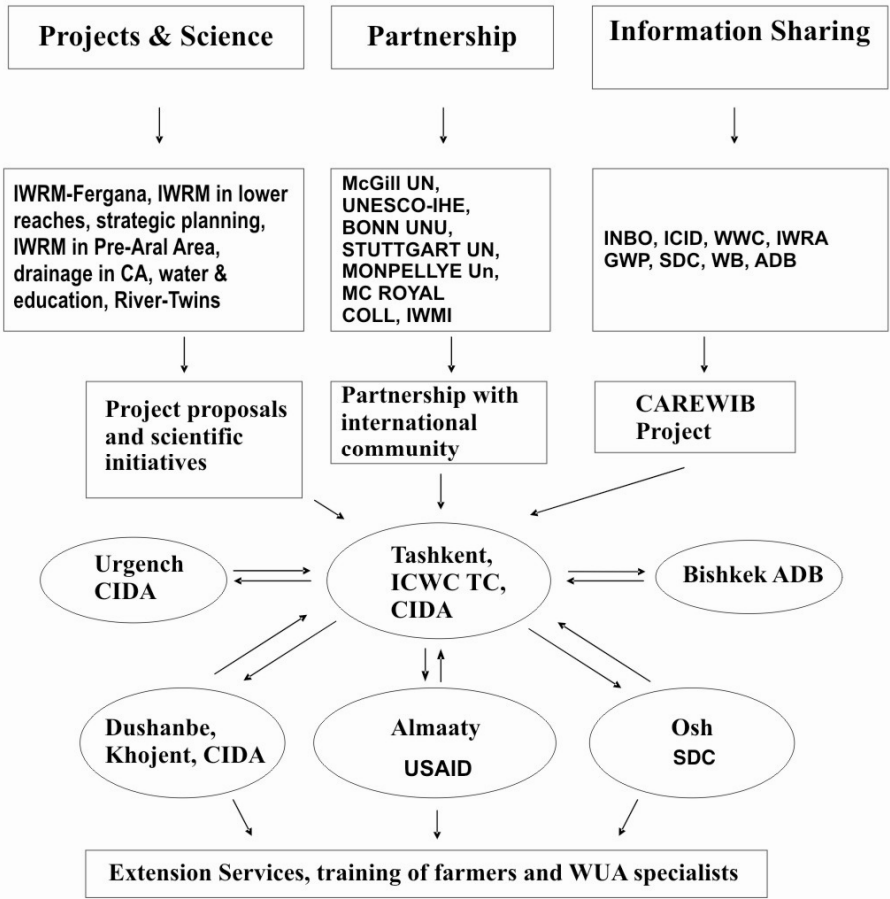 Projects & Science
Partnership
Information Sharing
IWRM-Fergana, IWRM in lower
reaches, strategic planning,
IWRM in Pre-Aral Area,
drainage in CA, water &
education, River-Twins
McGill UN,
UNESCO-IHE,
BONN UNU,
STUTTGART UN,
MONPELLYE Un,
MC ROYAL
COLL, IWMI
INBO, ICID, WWC, IWRA
GWP, SDC, WB, ADB
Project proposals
and scientific
initiatives
Partnership with
international
community
CAREWIB
Project
Urgench
CIDA
Tashkent,
ICWC TC,
CIDA
Bishkek ADB
Dushanbe,
Khojent, CIDA
Almaaty
USAID
Osh
SDC
Extension Services, training of farmers and WUA specialists